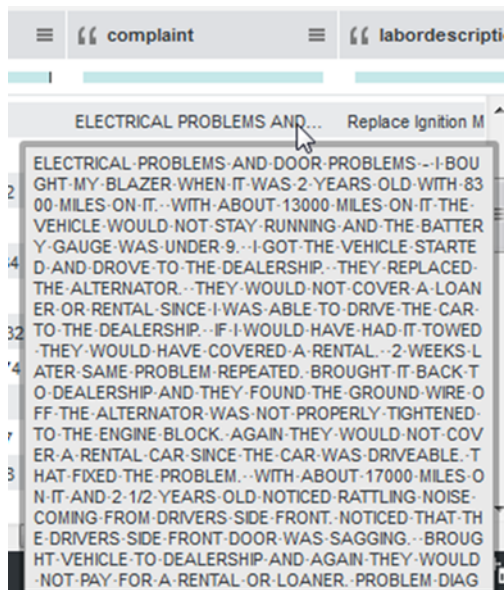 complaint labordescripti
ELECTRICAL PROBLEMS AND... Replace Ignition M
ELECTRICAL·PROBLEMS·AND·DOOR·PROBLEMS·-·I·BOU
GHT·MY·BLAZER·WHEN·IT·WAS·2·YEARS·OLD·WITH·83
00·MILES·ON·IT.··WITH·ABOUT·13000·MILES·ON·IT·THE·
VEHICLE·WOULD·NOT·STAY·RUNNING·AND·THE·BATTER
Y·GAUGE·WAS·UNDER·9.··I·GOT·THE·VEHICLE·STARTE
D·AND·DROVE·TO·THE·DEALERSHIP.··THEY·REPLACED·
THE·ALTERNATOR.··THEY·WOULD·NOT·COVER·A·LOAN
ER·OR·RENTAL·SINCE·I·WAS·ABLE·TO·DRIVE·THE·CAR·
TO·THE·DEALERSHIP.··IF·I·WOULD·HAVE·HAD·IT·TOWED
·THEY·WOULD·HAVE·COVERED·A·RENTAL.··2·WEEKS·L
ATER·SAME·PROBLEM·REPEATED.·BROUGHT·IT·BACK·T
O·DEALERSHIP·AND·THEY·FOUND·THE·GROUND·WIRE·O
FF·THE·ALTERNATOR·WAS·NOT·PROPERLY·TIGHTENED·
TO·THE·ENGINE·BLOCK.·AGAIN·THEY·WOULD·NOT·COV
ER·A·RENTAL·CAR·SINCE·THE·CAR·WAS·DRIVEABLE.·T
HAT·FIXED·THE·PROBLEM.··WITH·ABOUT·17000·MILES·O
N·IT·AND·2-1/2·YEARS·OLD·NOTICED·RATTLING·NOISE·
COMING·FROM·DRIVERS·SIDE·FRONT.·NOTICED·THAT·TH
E·DRIVERS·SIDE·FRONT·DOOR·WAS·SAGGING.··BROUG
HT·VEHICLE·TO·DEALERSHIP·AND·AGAIN·THEY·WOULD
·NOT·PAY·FOR·A·RENTAL·OR·LOANER.·PROBLEM·DIAG